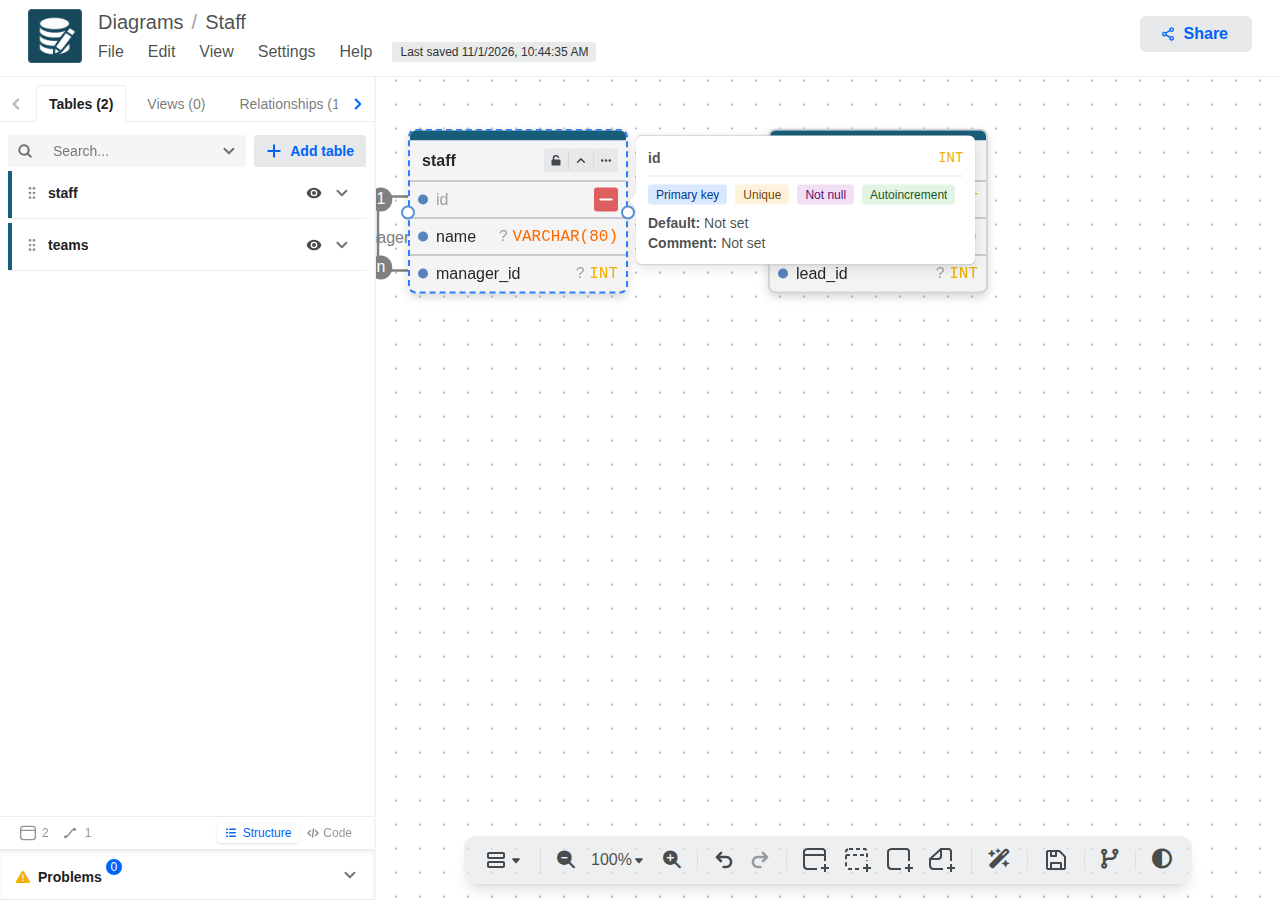 Diagrams / Staff
File Edit View Settings Help Last saved 11/1/2026, 10:44:35 AM
Share
Tables (2) Views (0) Relationships (1
Search... Add table
staff
teams
staff
id
name ? VARCHAR(80)
manager_id ? INT
1
ager
n
id INT
Primary key Unique Not null Autoincrement
Default: Not set
Comment: Not set
lead_id ? INT
2 1 Structure Code
Problems 0
100%